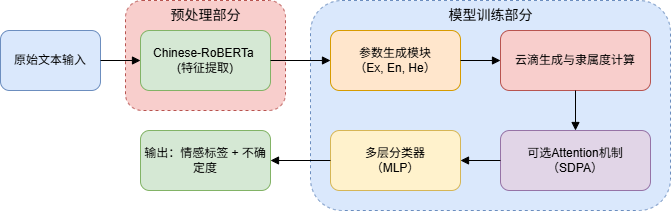 预处理部分
模型训练部分
原始文本输入
Chinese-RoBERTa
(特征提取)
参数生成模块
（Ex, En, He）
云滴生成与隶属度计算
输出：情感标签 + 不确
定度
多层分类器
（MLP）
可选Attention机制
（SDPA）